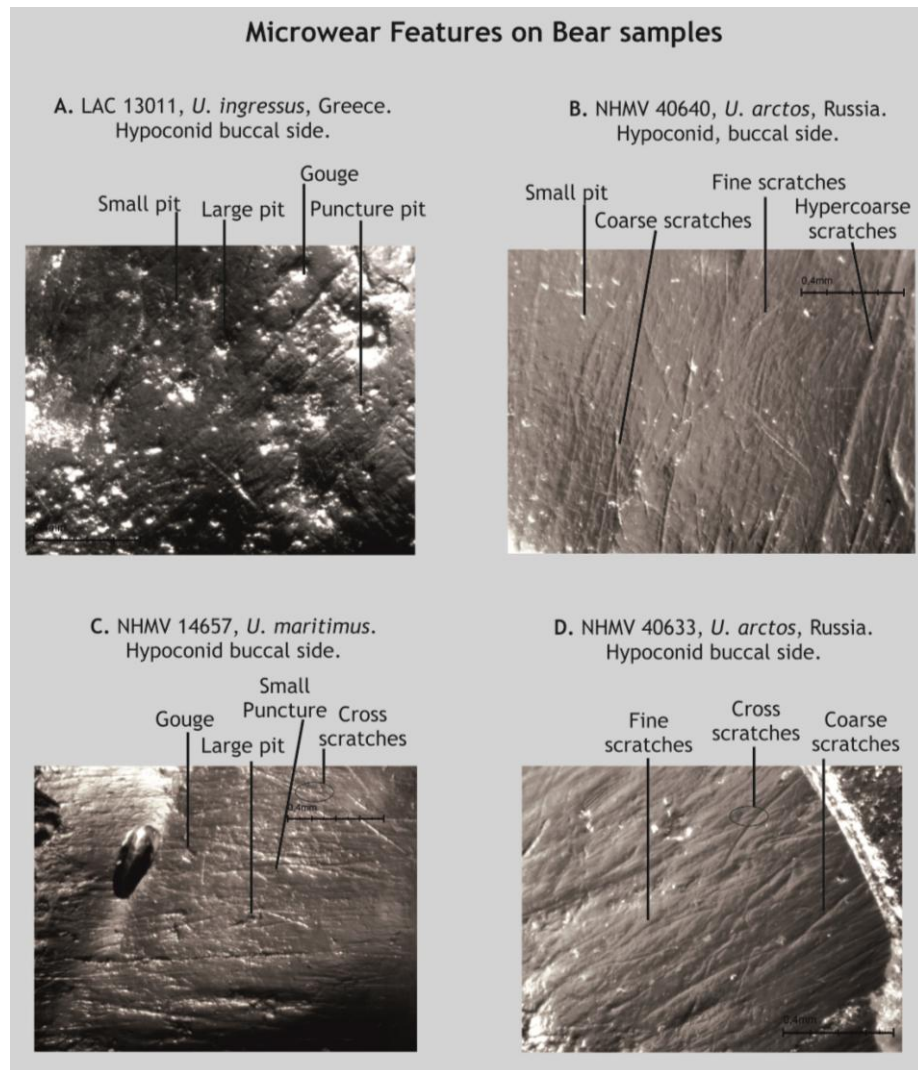 Microwear Features on Bear samples
A. LAC 13011, U. ingressus, Greece.
Hypoconid buccal side.
Gouge
Small pit
Large pit
Puncture pit
B. NHMV 40640, U. arctos, Russia.
Hypoconid, buccal side.
Small pit
Fine scratches
Coarse scratches
Hypercoarse
scratches
0,4mm
C. NHMV 14657, U. maritimus.
Hypoconid buccal side.
Small
Puncture
Gouge
Large pit
Cross
scratches
0,4mm
D. NHMV 40633, U. arctos, Russia.
Hypoconid buccal side.
Fine
scratches
Cross
scratches
Coarse
scratches
0,4mm